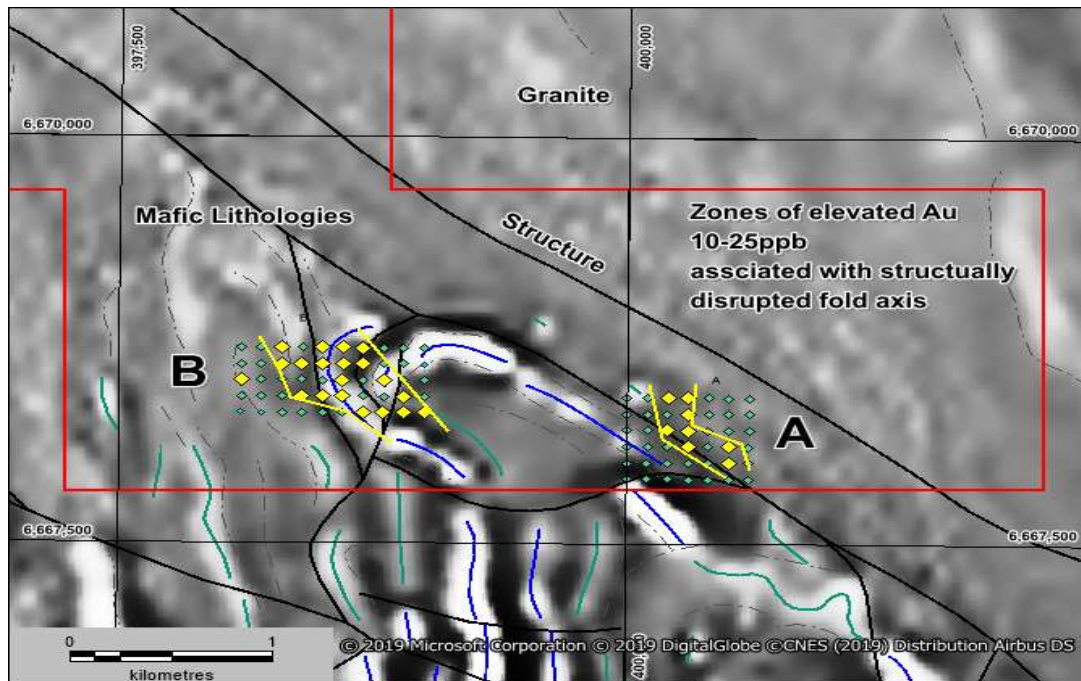 397,500
400,000
Granite
6,670,000
6,670,000
Mafic Lithologies
Structure
Zones of elevated Au
10-25ppb
assciated with structually
disrupted fold axis
B
B
A
A
6,667,500
6,667,500
0 1
kilometres
© 2019 Microsoft Corporation © 2019 DigitalGlobe ©CNES (2019) Distribution Airbus DS